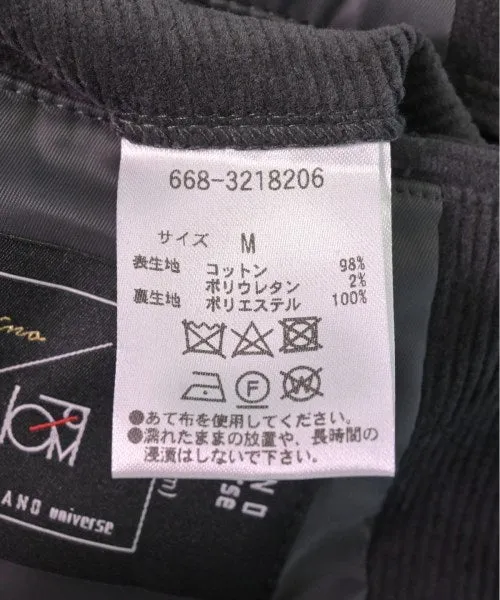 668-3218206
サイズ M
表生地 コットン 98%
ポリウレタン 2%
裏生地 ポリエステル 100%
F
W
●あて布を使用してください。
●濡れたままの放置や、長時間の
浸漬はしないで下さい。
ANO universe